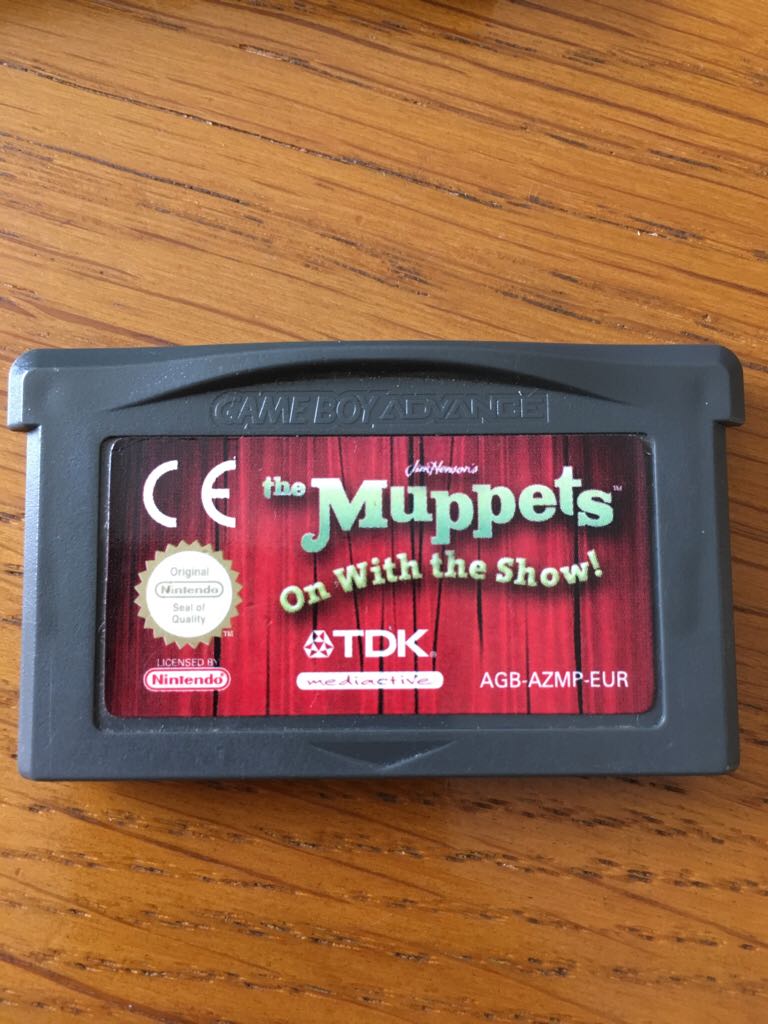 GAME BOY ADVANCE
CE
Jim Henson's
the Muppets™
On With the Show!
Original
Nintendo
Seal of
Quality
TM
TDK®
mediactive
LICENSED BY
Nintendo®
AGB-AZMP-EUR